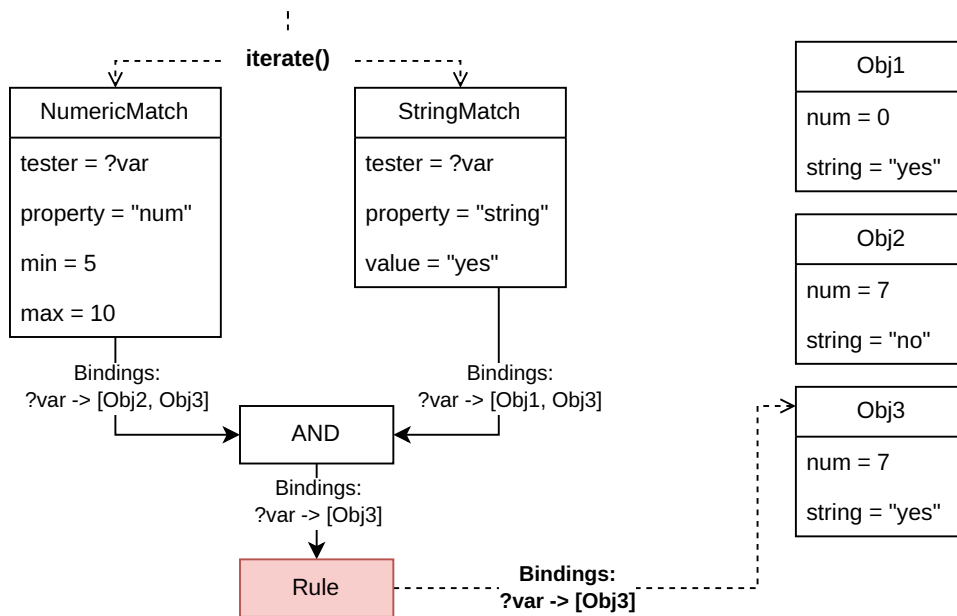 iterate()
NumericMatch
tester = ?var
property = "num"
min = 5
max = 10
StringMatch
tester = ?var
property = "string"
value = "yes"
Obj1
num = 0
string = "yes"
Obj2
num = 7
string = "no"
Obj3
num = 7
string = "yes"
Bindings:
?var -> [Obj2, Obj3]
Bindings:
?var -> [Obj1, Obj3]
AND
Bindings:
?var -> [Obj3]
Rule
Bindings:
?var -> [Obj3]